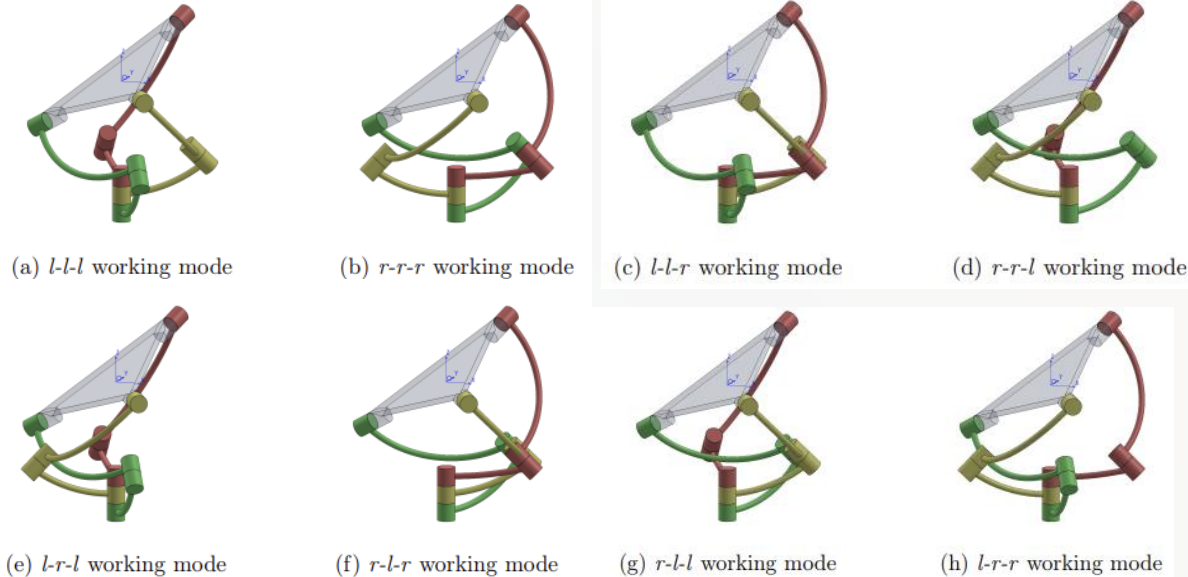 (a) l-l-l working mode
(b) r-r-r working mode
(c) l-l-r working mode
(d) r-r-l working mode
(e) l-r-l working mode
(f) r-l-r working mode
(g) r-l-l working mode
(h) l-r-r working mode